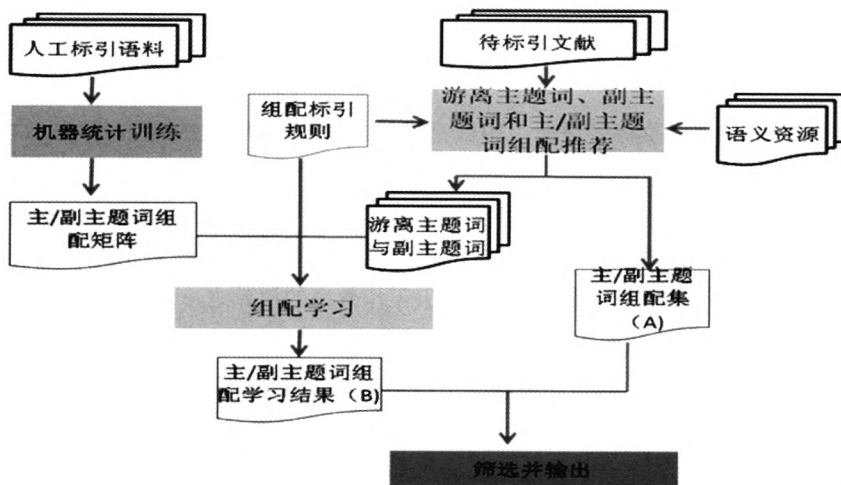 人工标引语料
待标引文献
机器统计训练
组配标引
规则
游离主题词、副主
题词和主/副主题
词组配推荐
语义资源
主/副主题词组
配矩阵
游离主题词
与副主题词
主/副主题
词组配集
（A）
组配学习
主/副主题词组
配学习结果（B）
筛选并输出